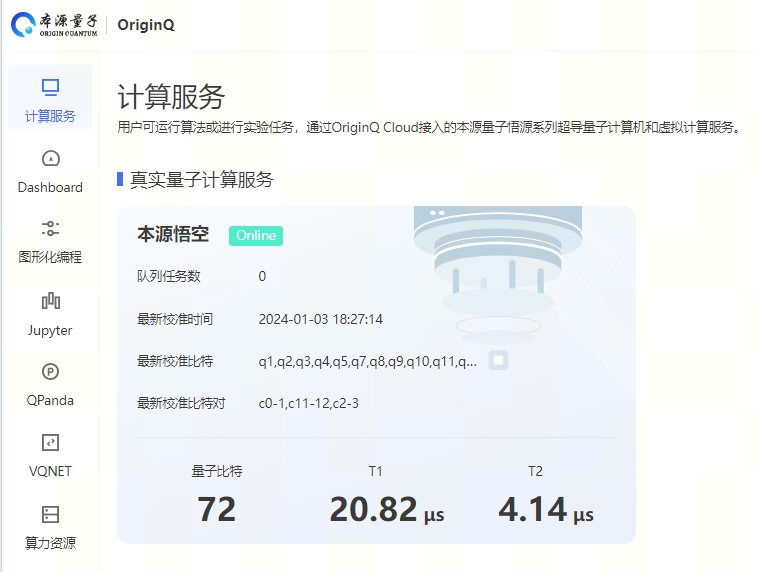 本源量子
ORIGIN QUANTUM
OriginQ
计算服务
Dashboard
图形化编程
Jupyter
QPanda
VQNET
算力资源
计算服务
用户可运行算法或进行实验任务，通过OriginQ Cloud接入的本源量子悟源系列超导量子计算机和虚拟计算服务。
真实量子计算服务
本源悟空 Online
队列任务数 0
最新校准时间 2024-01-03 18:27:14
最新校准比特 q1,q2,q3,q4,q5,q7,q8,q9,q10,q11,q...
最新校准比特对 c0-1,c11-12,c2-3
量子比特 T1 T2
72 20.82 μs 4.14 μs